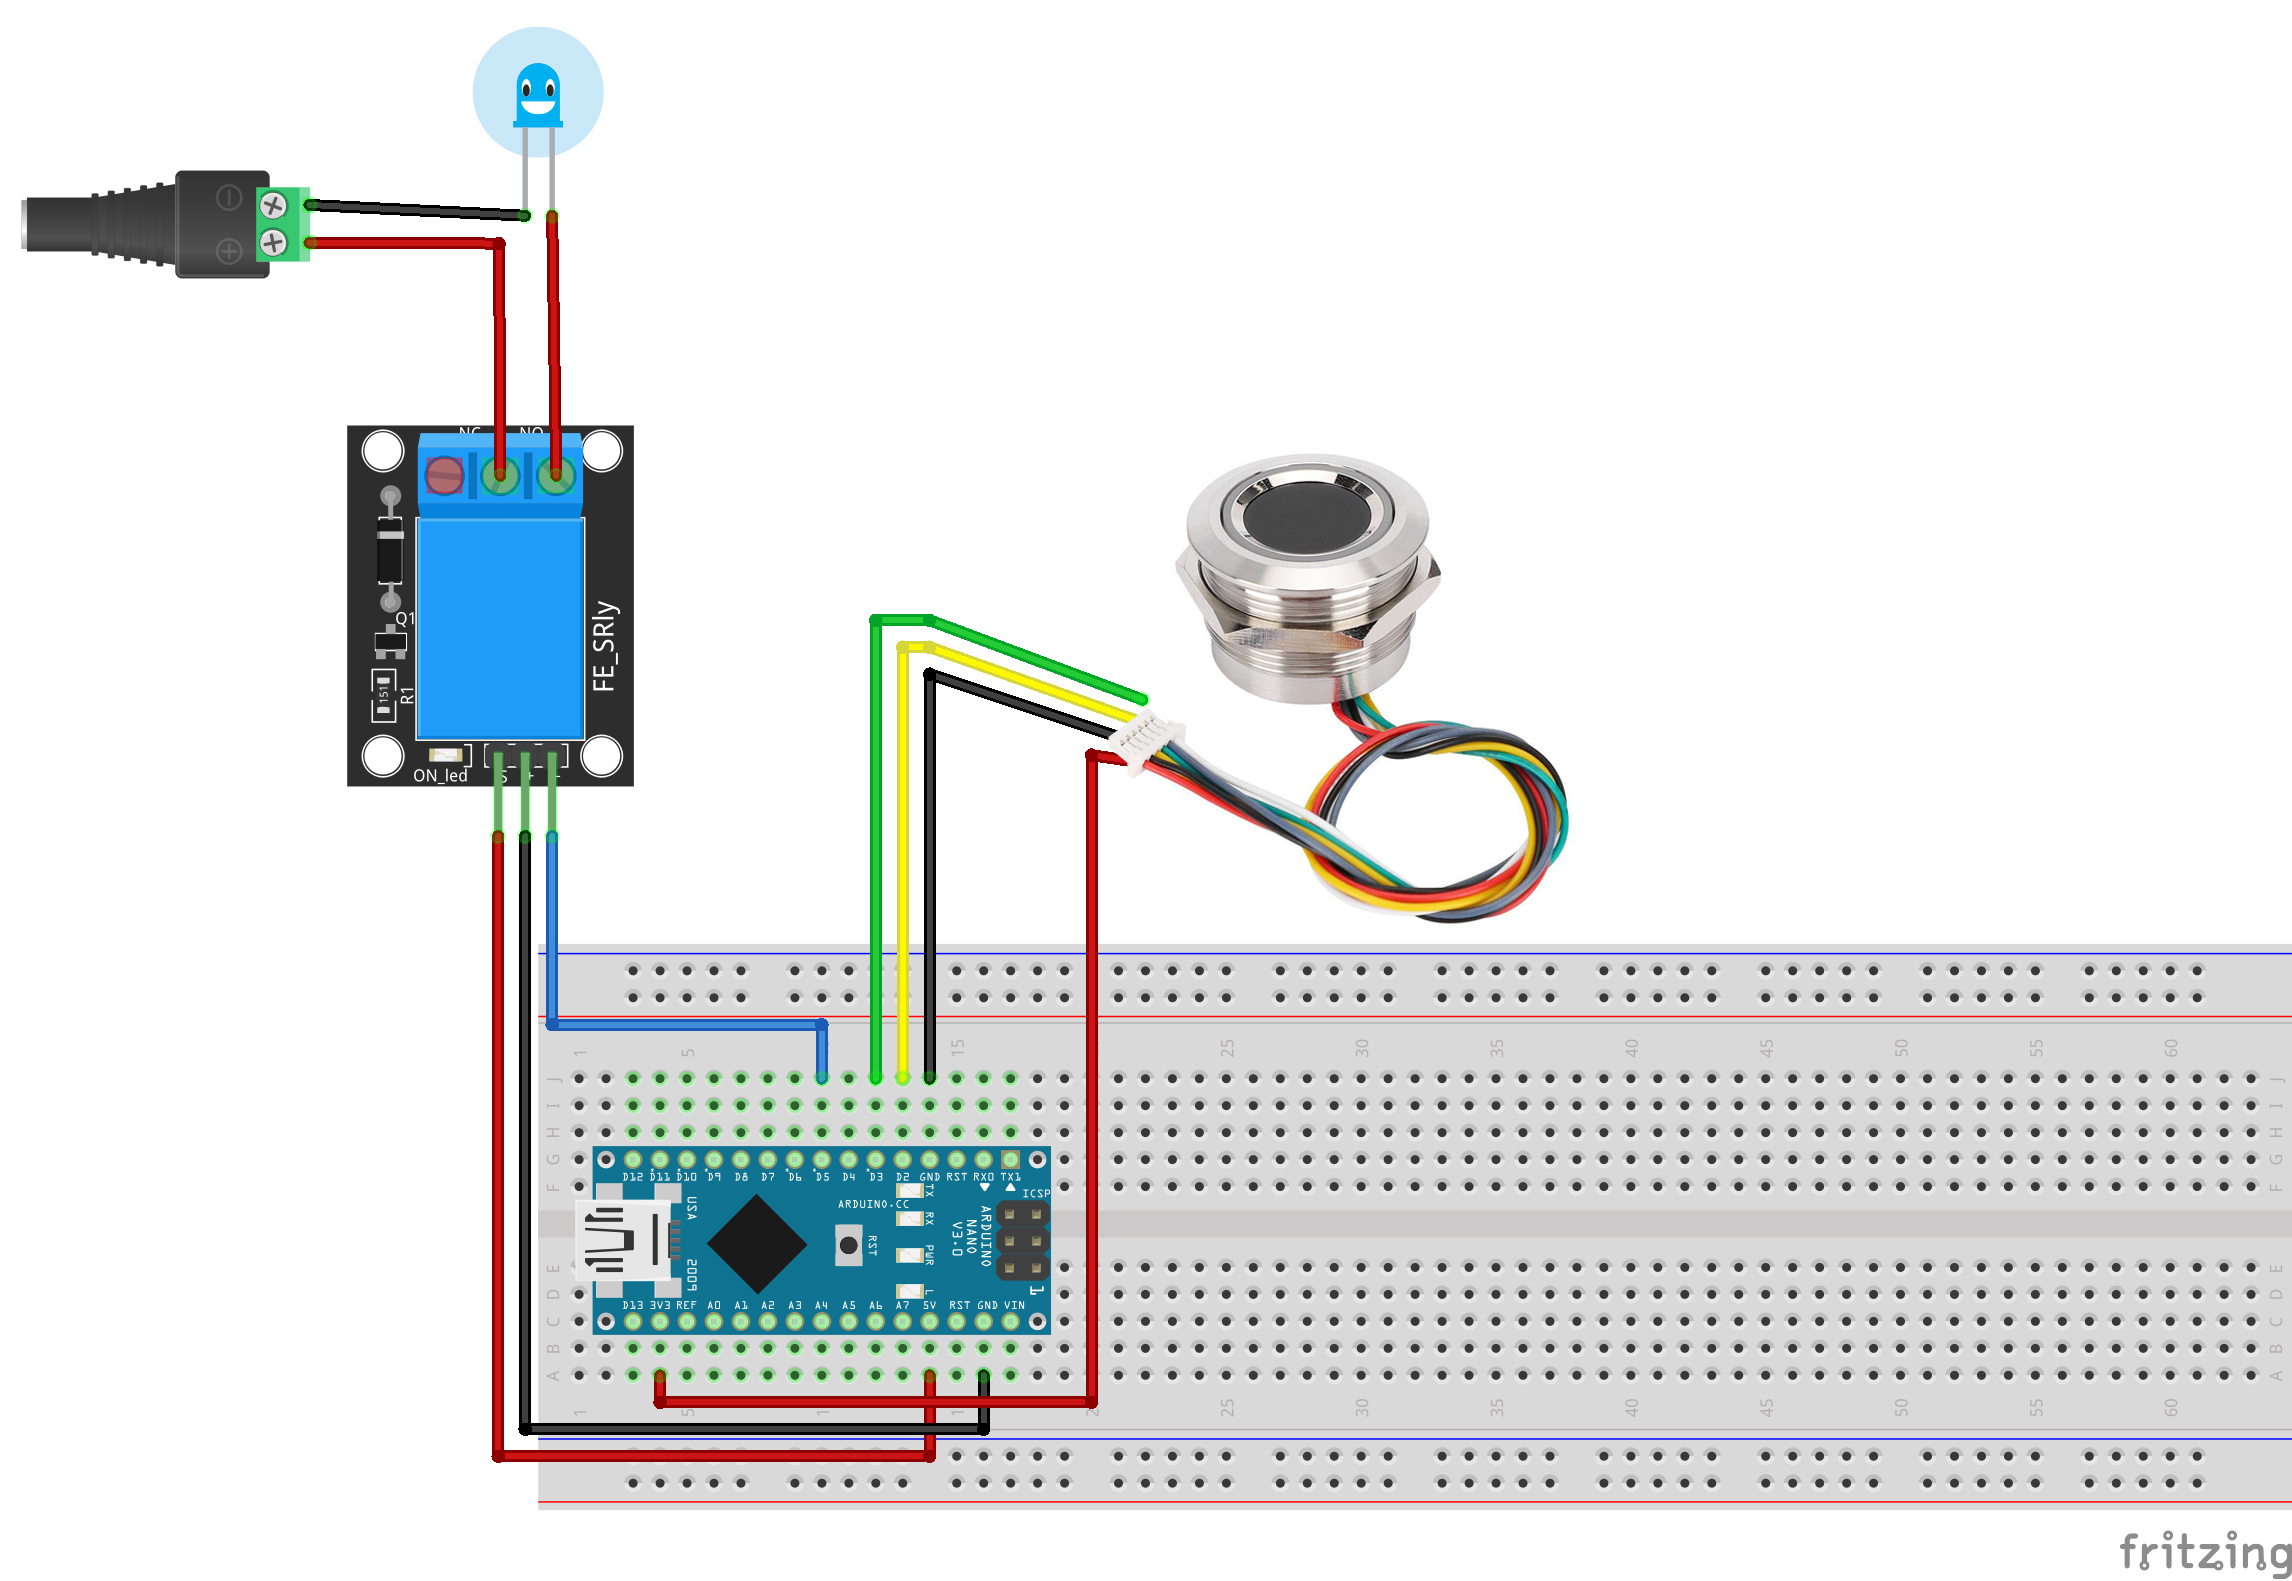 NC NO
FE_SRly
Q1
151
R1
ON_led
S + -
1 5 15 25 30 35 40 45 50 55 60
J J
I I
H H
G G
F F
D12 D11 D10 D9 D8 D7 D6 D5 D4 D3 D2 GND RST RX0 TX1
ICSP
ARDUINO.CC
TX
RX
PWR
L
RST
USA
2009
ARDUINO
NANO
V3.0
1
D13 3V3 REF A0 A1 A2 A3 A4 A5 A6 A7 5V RST GND VIN
E E
D D
C C
B B
A A
1 5 1 1 2 25 30 35 40 45 50 55 60
fritzing